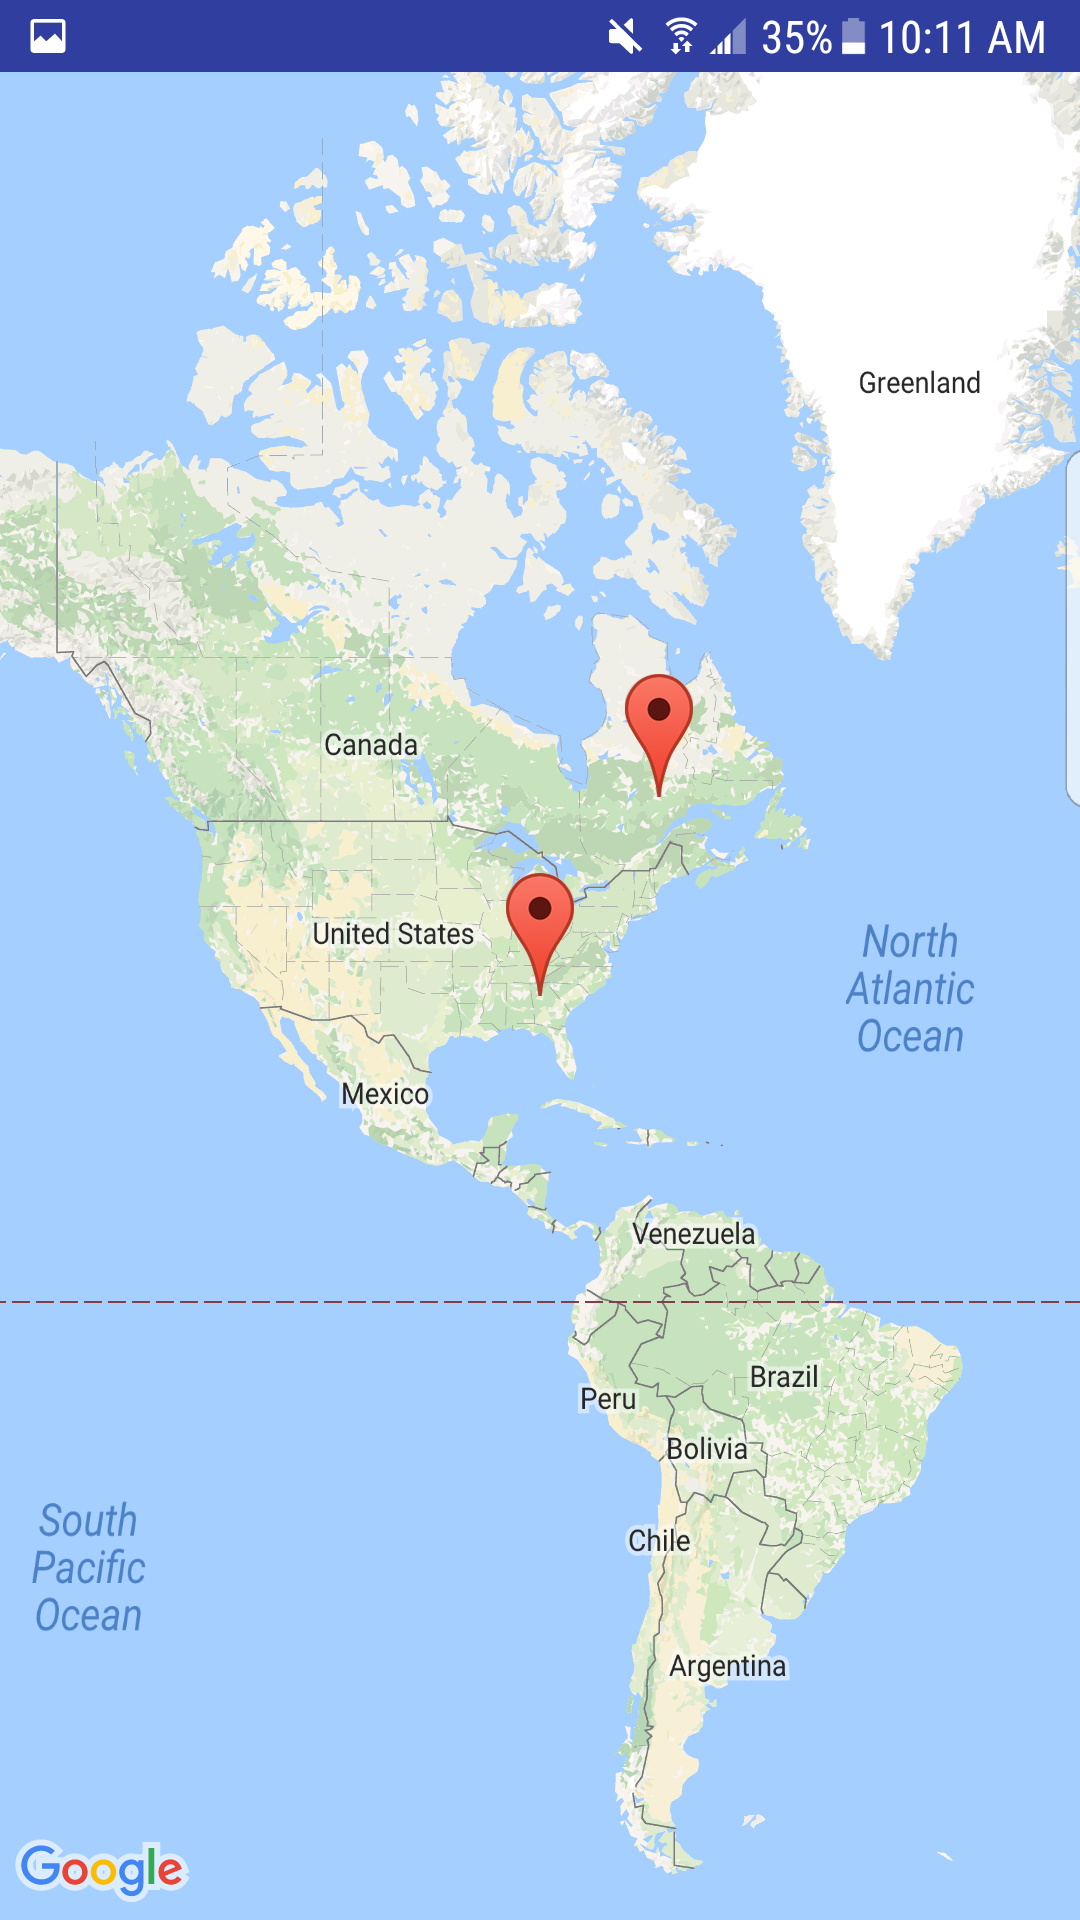 35% 10:11 AM
Greenland
Canada
United States
North
Atlantic
Ocean
Mexico
Venezuela
Brazil
Peru
Bolivia
South
Pacific
Ocean
Chile
Argentina
Google